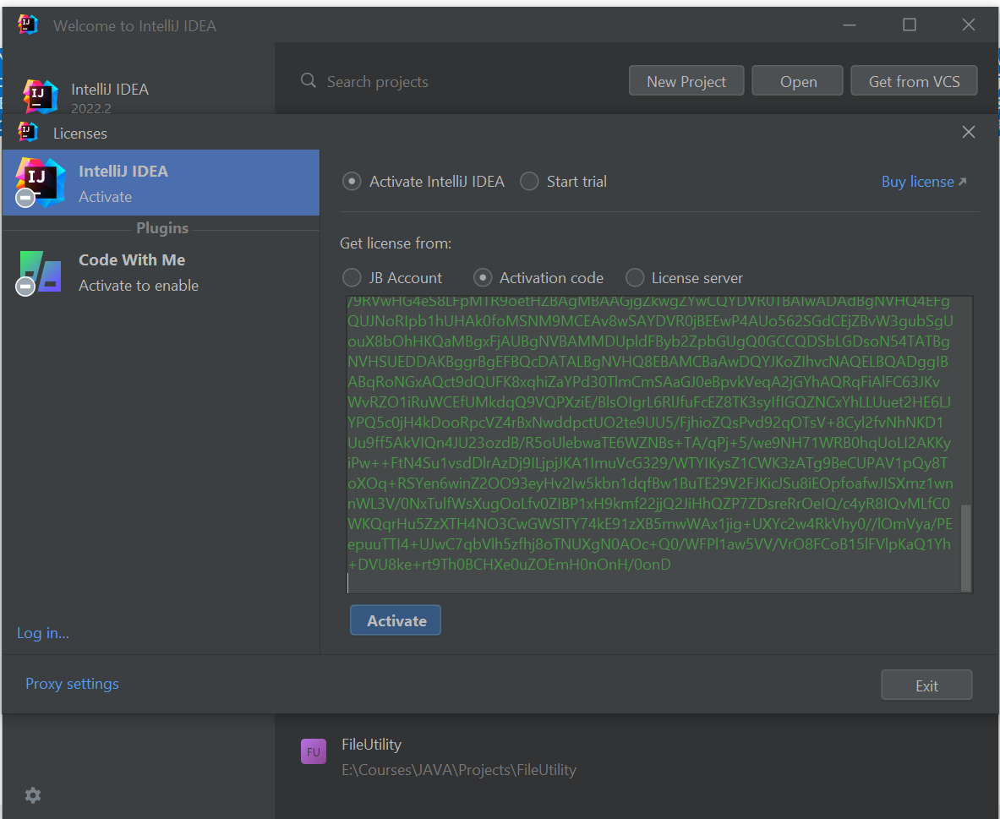 Welcome to IntelliJ IDEA
IntelliJ IDEA
2022.2
Search projects
New Project
Open
Get from VCS
Licenses
IntelliJ IDEA
Activate
Plugins
Code With Me
Activate to enable
Activate IntelliJ IDEA
Start trial
Buy license
Get license from:
JB Account
Activation code
License server
/9RVwHG4eS8LFpMTR9oetHZBAgMBAAGjgZkwgZYwCQYDVR0TBAIwADAdBgNVHQ4EFg
QUJNoRIpb1hUHAk0foMSNM9MCEAv8wSAYDVR0jBEEwP4AUo562SGdCEjZBvW3gubSgU
ouX8bOhHKQaMBgxFjAUBgNVBAMMDUpldFByb2ZpbGUgQ0GCCQDSbLGDsoN54TATBg
NVHSUEDDAKBggrBgEFBQcDATALBgNVHQ8EBAMCBaAwDQYJKoZIhvcNAQELBQADggIB
ABqRoNGxAQct9dQUFK8xqhiZaYPd30TlmCmSAaGJ0eBpvkVeqA2jGYhAQRqFiAlFC63JKv
WvRZO1iRuWCEfUMkdqQ9VQPXziE/BlsOIgrL6RlJfuFcEZ8TK3syIfIGQZNCxYhLLUuet2HE6LJ
YPQ5c0jH4kDooRpcVZ4rBxNwddpctUO2te9UU5/FjhioZQsPvd92qOTsV+8Cyl2fvNhNKD1
Uu9ff5AkVIQn4JU23ozdB/R5oUlebwaTE6WZNBs+TA/qPj+5/we9NH71WRB0hqUoLI2AKKy
iPw++FtN4Su1vsdDlrAzDj9ILjpjJKA1ImuVcG329/WTYIKysZ1CWK3zATg9BeCUPAV1pQy8T
oXOq+RSYen6winZ2OO93eyHv2Iw5kbn1dqfBw1BuTE29V2FJKicJSu8iEOpfoafwJISXmz1wn
nWL3V/0NxTulfWsXugOoLfv0ZIBP1xH9kmf22jjQ2JiHhQZP7ZDsreRrOeIQ/c4yR8IQvMLfC0
WKQqrHu5ZzXTH4NO3CwGWSlTY74kE91zXB5mwWAx1jig+UXYc2w4RkVhy0//lOmVya/PE
epuuTTI4+UJwC7qbVlh5zfhj8oTNUXgN0AOc+Q0/WFPl1aw5VV/VrO8FCoB15lFVlpKaQ1Yh
+DVU8ke+rt9Th0BCHXe0uZOEmH0nOnH/0onD
Activate
Log in...
Proxy settings
Exit
FU
FileUtility
E:\Courses\JAVA\Projects\FileUtility